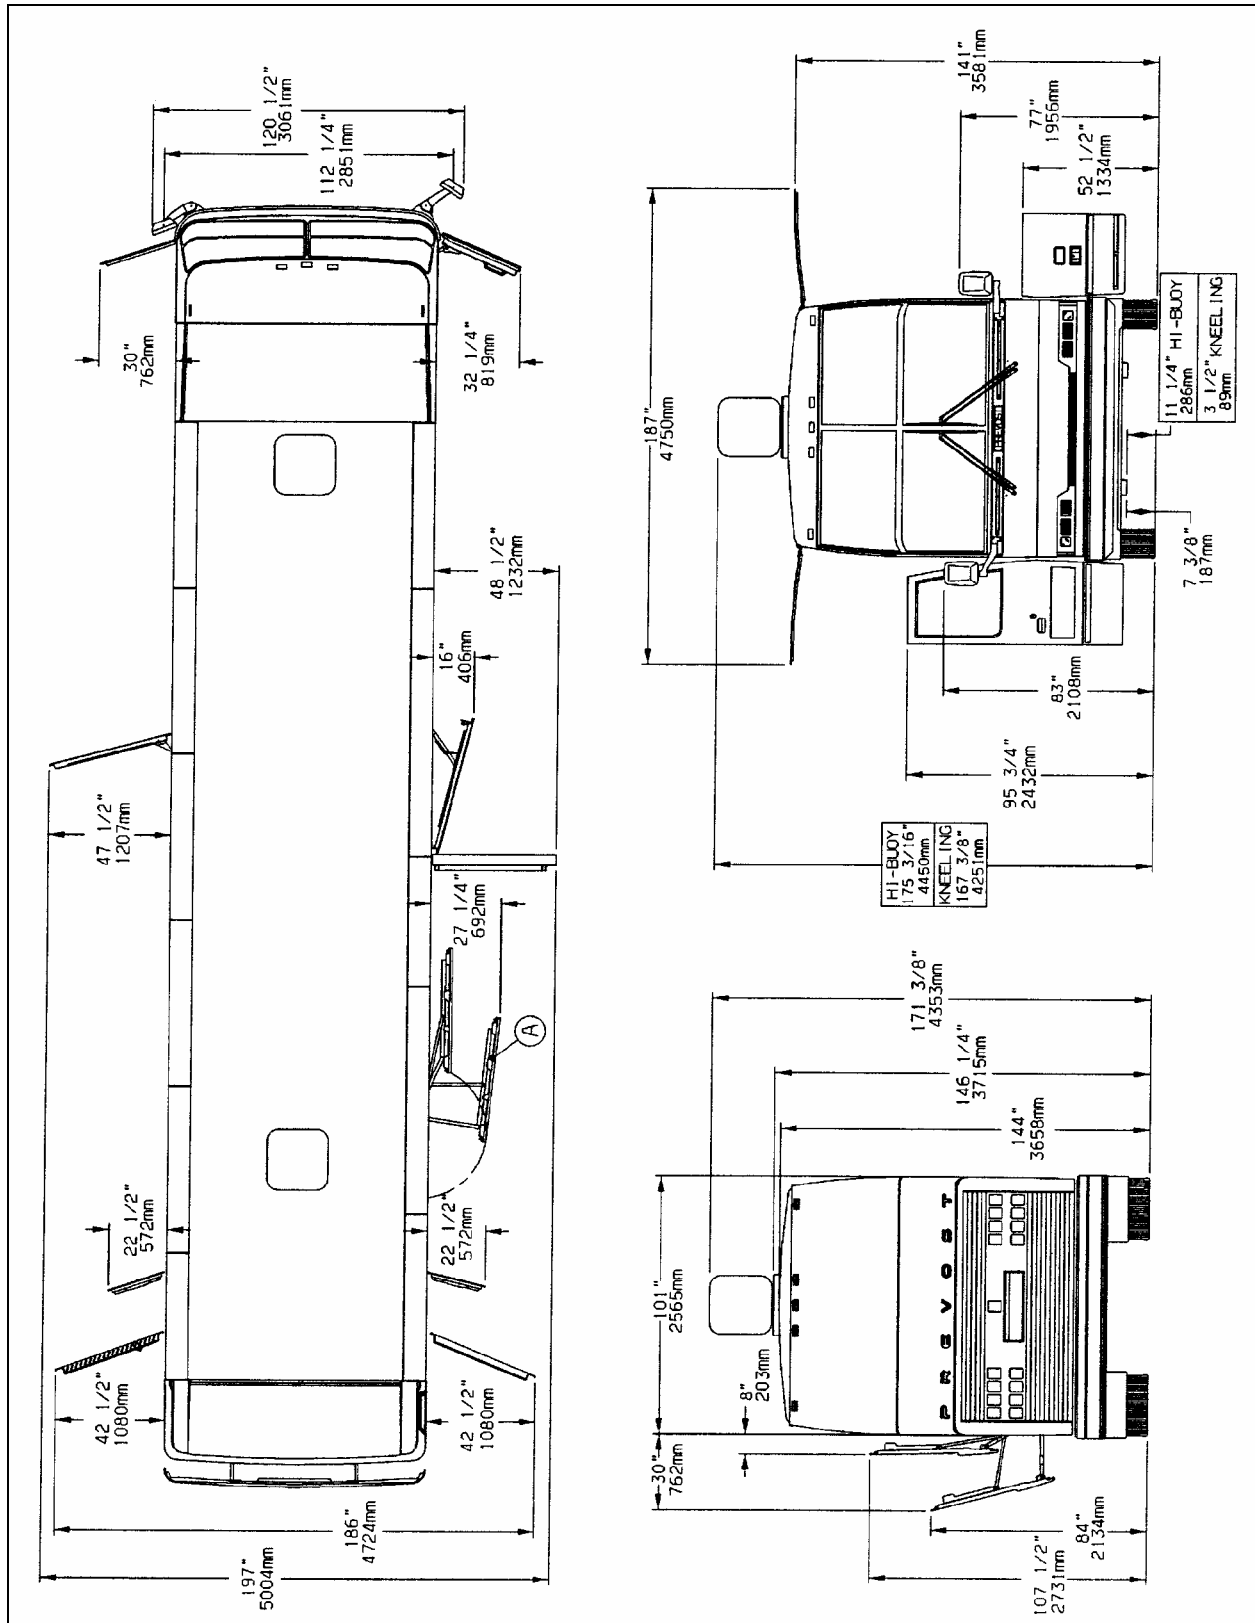 120 1/2"
3061mm
112 1/4"
2851mm
30"
762mm
32 1/4"
819mm
48 1/2"
1232mm
16"
406mm
47 1/2"
1207mm
27 1/4"
692mm
A
22 1/2"
572mm
22 1/2"
572mm
42 1/2"
1080mm
42 1/2"
1080mm
186"
4724mm
197"
5004mm
141"
3581mm
77"
1956mm
52 1/2"
1334mm
187"
4750mm
PREVOST
11 1/4" HI-BUOY
286mm
3 1/2" KNEELING
89mm
7 3/8"
187mm
83"
2108mm
95 3/4"
2432mm
HI-BUOY
175 3/16"
4450mm
KNEELING
167 3/8"
4251mm
171 3/8"
4353mm
146 1/4"
3715mm
144"
3658mm
101"
2565mm
8"
203mm
30"
762mm
PREVOST
84"
2134mm
107 1/2"
2731mm